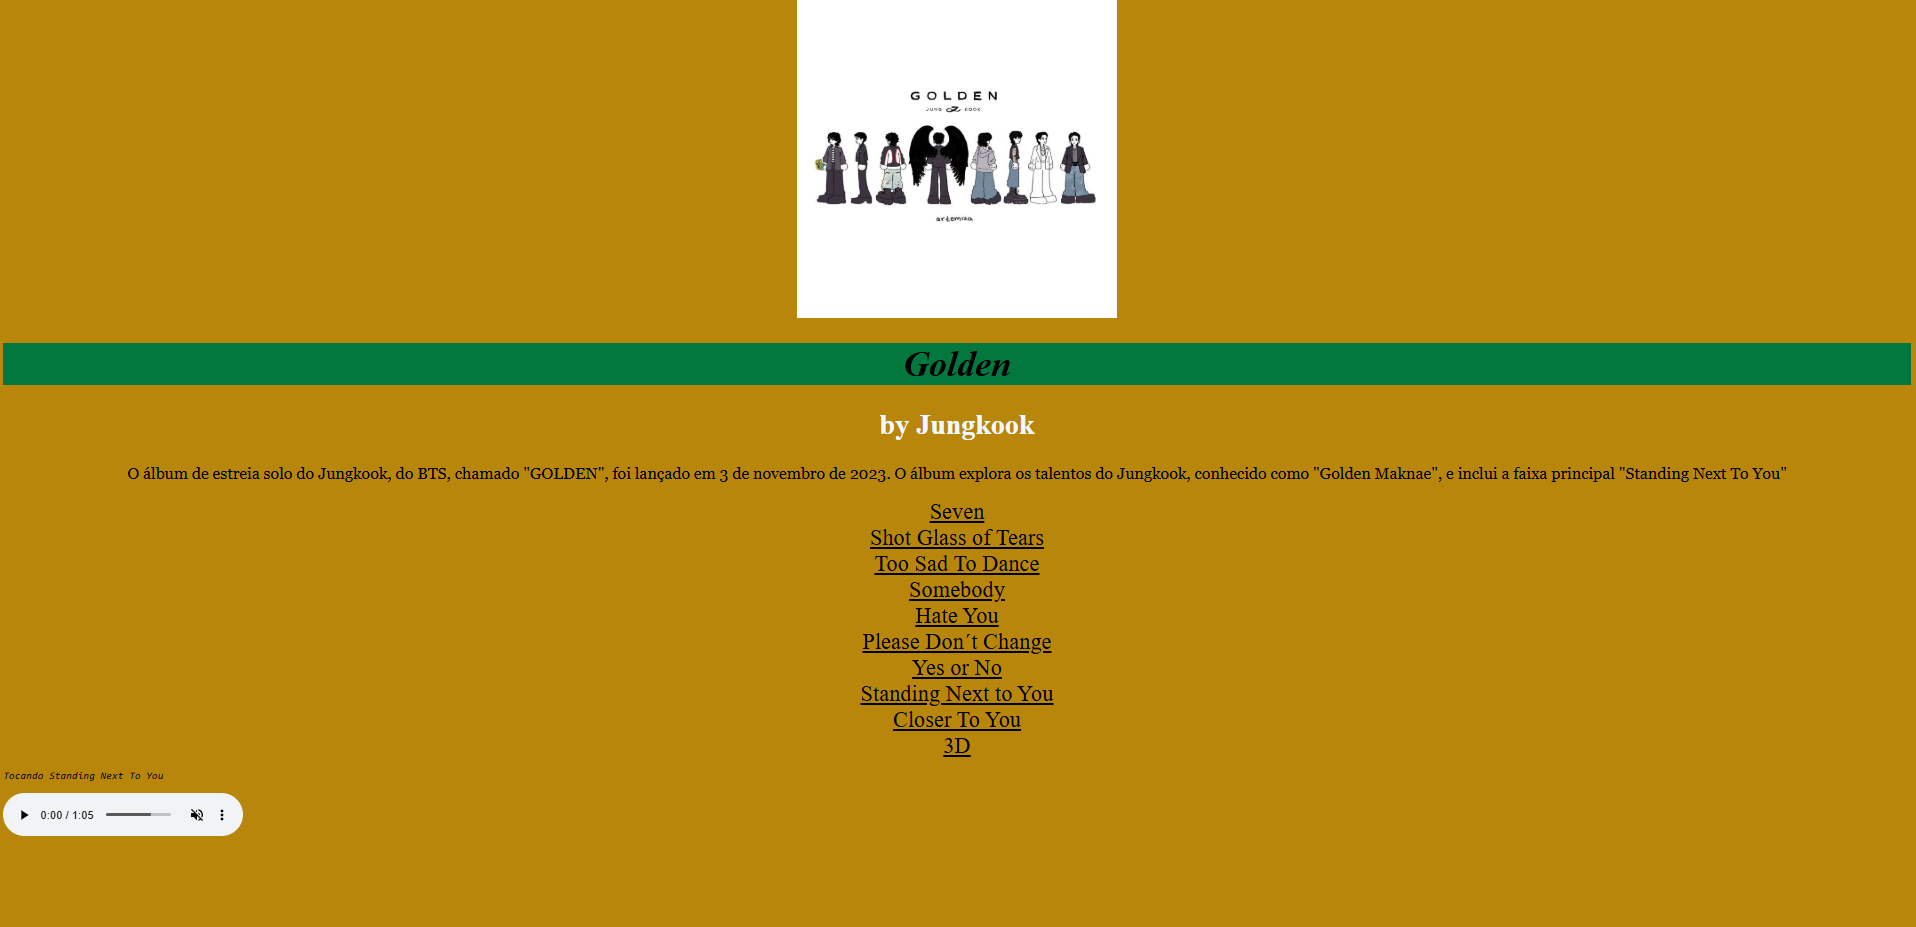 GOLDEN
JUNG KOOK
artemiza
Golden
by Jungkook
O álbum de estreia solo do Jungkook, do BTS, chamado "GOLDEN", foi lançado em 3 de novembro de 2023. O álbum explora os talentos do Jungkook, conhecido como "Golden Maknae", e inclui a faixa principal "Standing Next To You"
Seven
Shot Glass of Tears
Too Sad To Dance
Somebody
Hate You
Please Don´t Change
Yes or No
Standing Next to You
Closer To You
3D
Tocando Standing Next To You
0:00 / 1:05